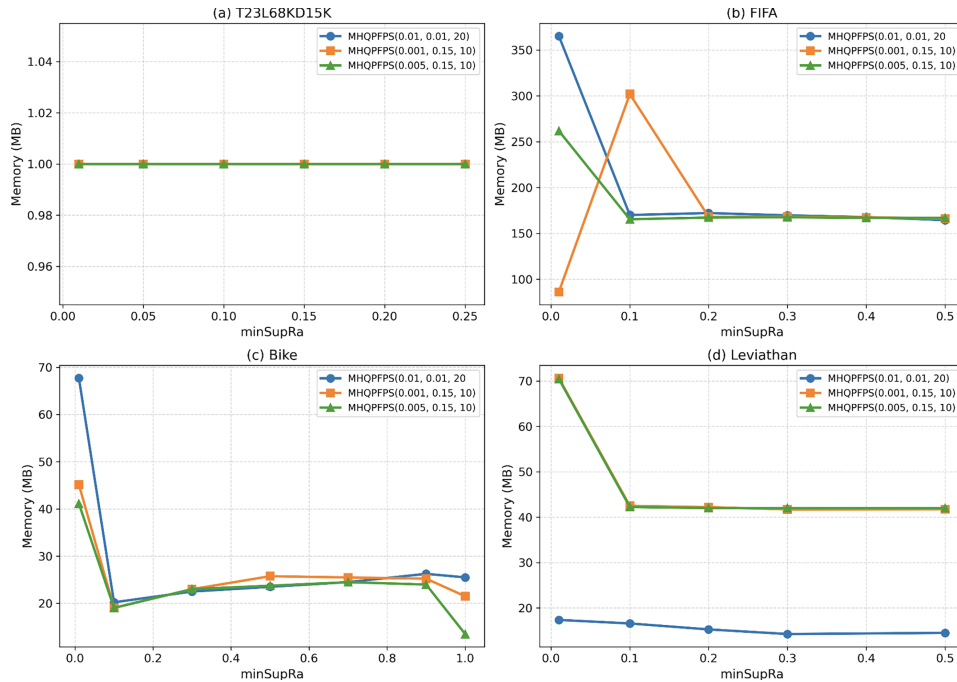 (a) T23L68KD15K
MHQPFPS(0.01, 0.01, 20)
MHQPFPS(0.001, 0.15, 10)
MHQPFPS(0.005, 0.15, 10)
1.04
1.02
1.00
0.98
0.96
Memory (MB)
0.00 0.05 0.10 0.15 0.20 0.25
minSupRa
(b) FIFA
MHQPFPS(0.01, 0.01, 20
MHQPFPS(0.001, 0.15, 10)
MHQPFPS(0.005, 0.15, 10)
350
300
250
200
150
100
Memory (MB)
0.0 0.1 0.2 0.3 0.4 0.5
minSupRa
(c) Bike
MHQPFPS(0.01, 0.01, 20)
MHQPFPS(0.001, 0.15, 10)
MHQPFPS(0.005, 0.15, 10)
70
60
50
40
30
20
Memory (MB)
0.0 0.2 0.4 0.6 0.8 1.0
minSupRa
(d) Leviathan
MHQPFPS(0.01, 0.01, 20)
MHQPFPS(0.001, 0.15, 10)
MHQPFPS(0.005, 0.15, 10)
70
60
50
40
30
20
Memory (MB)
0.0 0.1 0.2 0.3 0.4 0.5
minSupRa